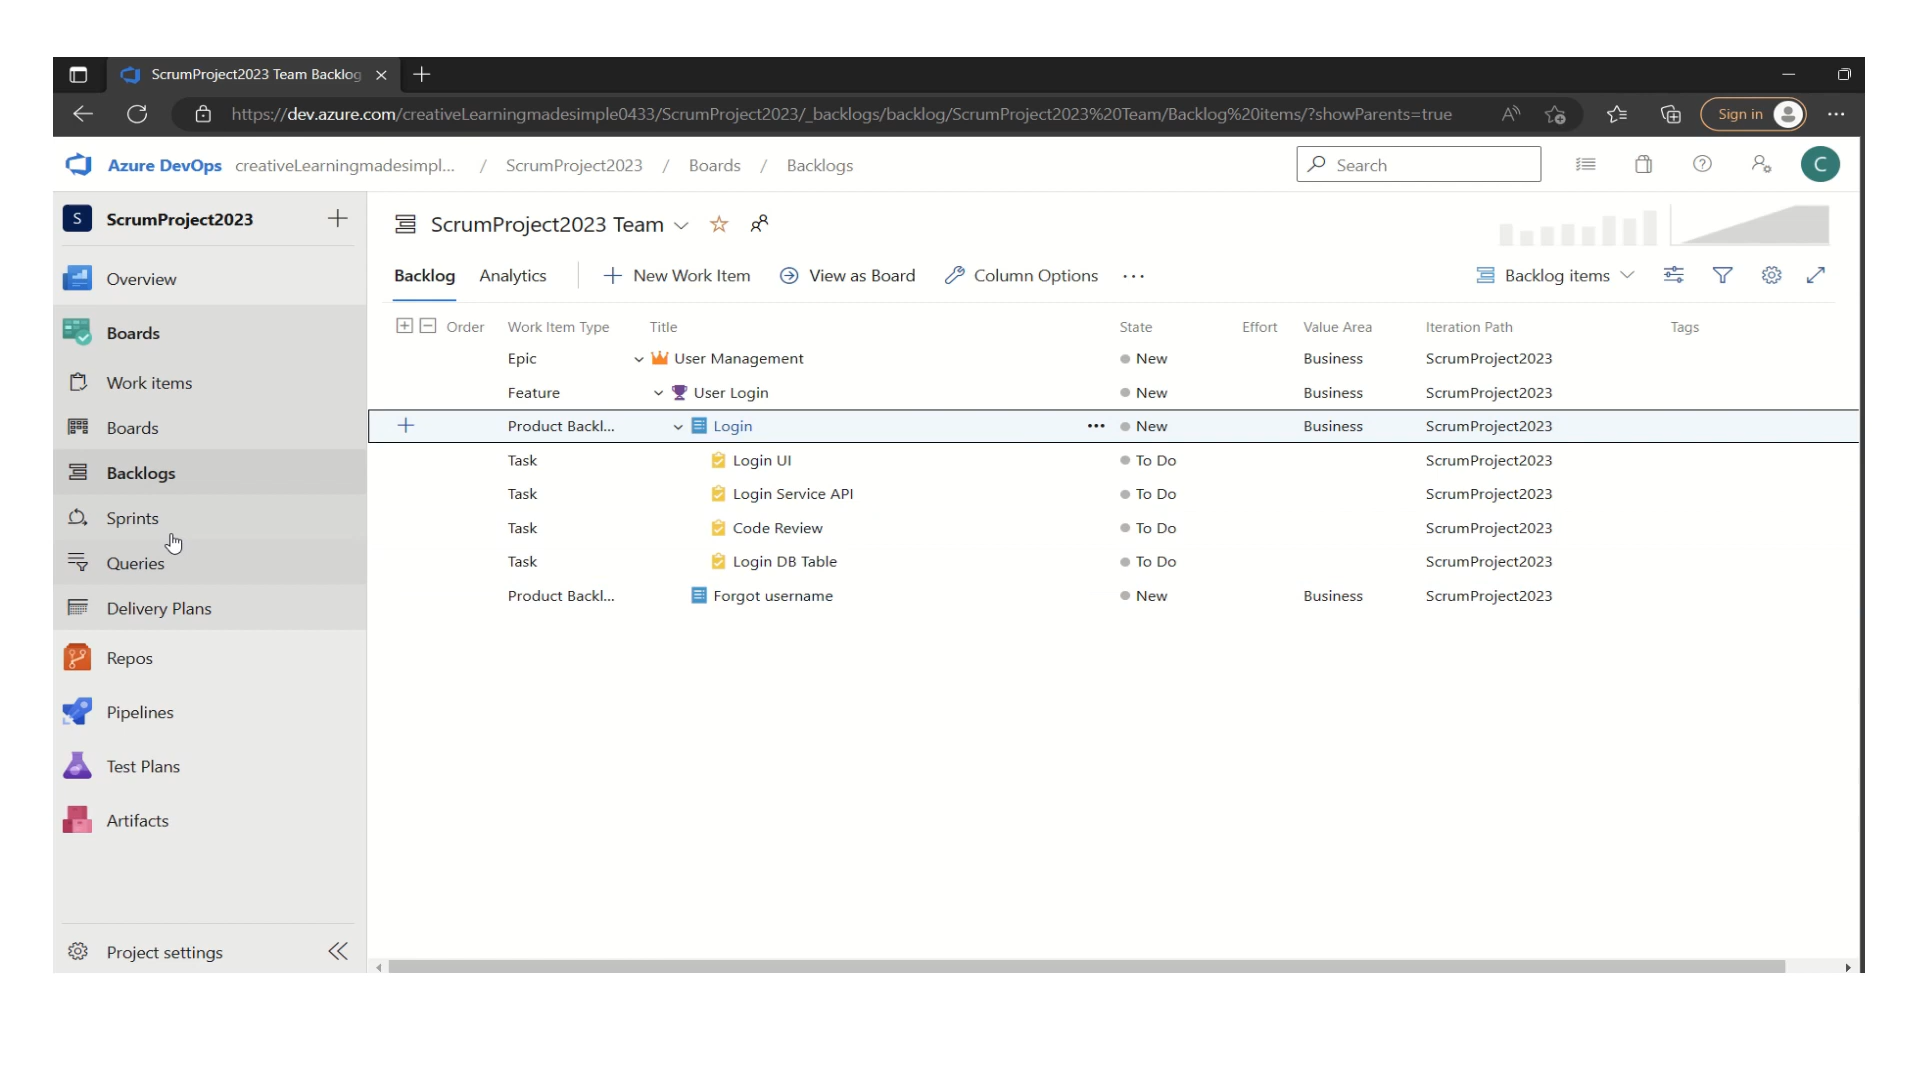 ScrumProject2023 Team Backlog
https://dev.azure.com/creativeLearningmadesimple0433/ScrumProject2023/_backlogs/backlog/ScrumProject2023%20Team/Backlog%20items/?showParents=true
Sign in
Azure DevOps creativeLearningmadesimpl... / ScrumProject2023 / Boards / Backlogs
Search
C
S ScrumProject2023
Overview
Boards
Work items
Boards
Backlogs
Sprints
Queries
Delivery Plans
Repos
Pipelines
Test Plans
Artifacts
Project settings
ScrumProject2023 Team
Backlog Analytics New Work Item View as Board Column Options ... Backlog items
Order Work Item Type Title State Effort Value Area Iteration Path Tags
Epic User Management New Business ScrumProject2023
Feature User Login New Business ScrumProject2023
Product Backl... Login ... New Business ScrumProject2023
Task Login UI To Do ScrumProject2023
Task Login Service API To Do ScrumProject2023
Task Code Review To Do ScrumProject2023
Task Login DB Table To Do ScrumProject2023
Product Backl... Forgot username New Business ScrumProject2023